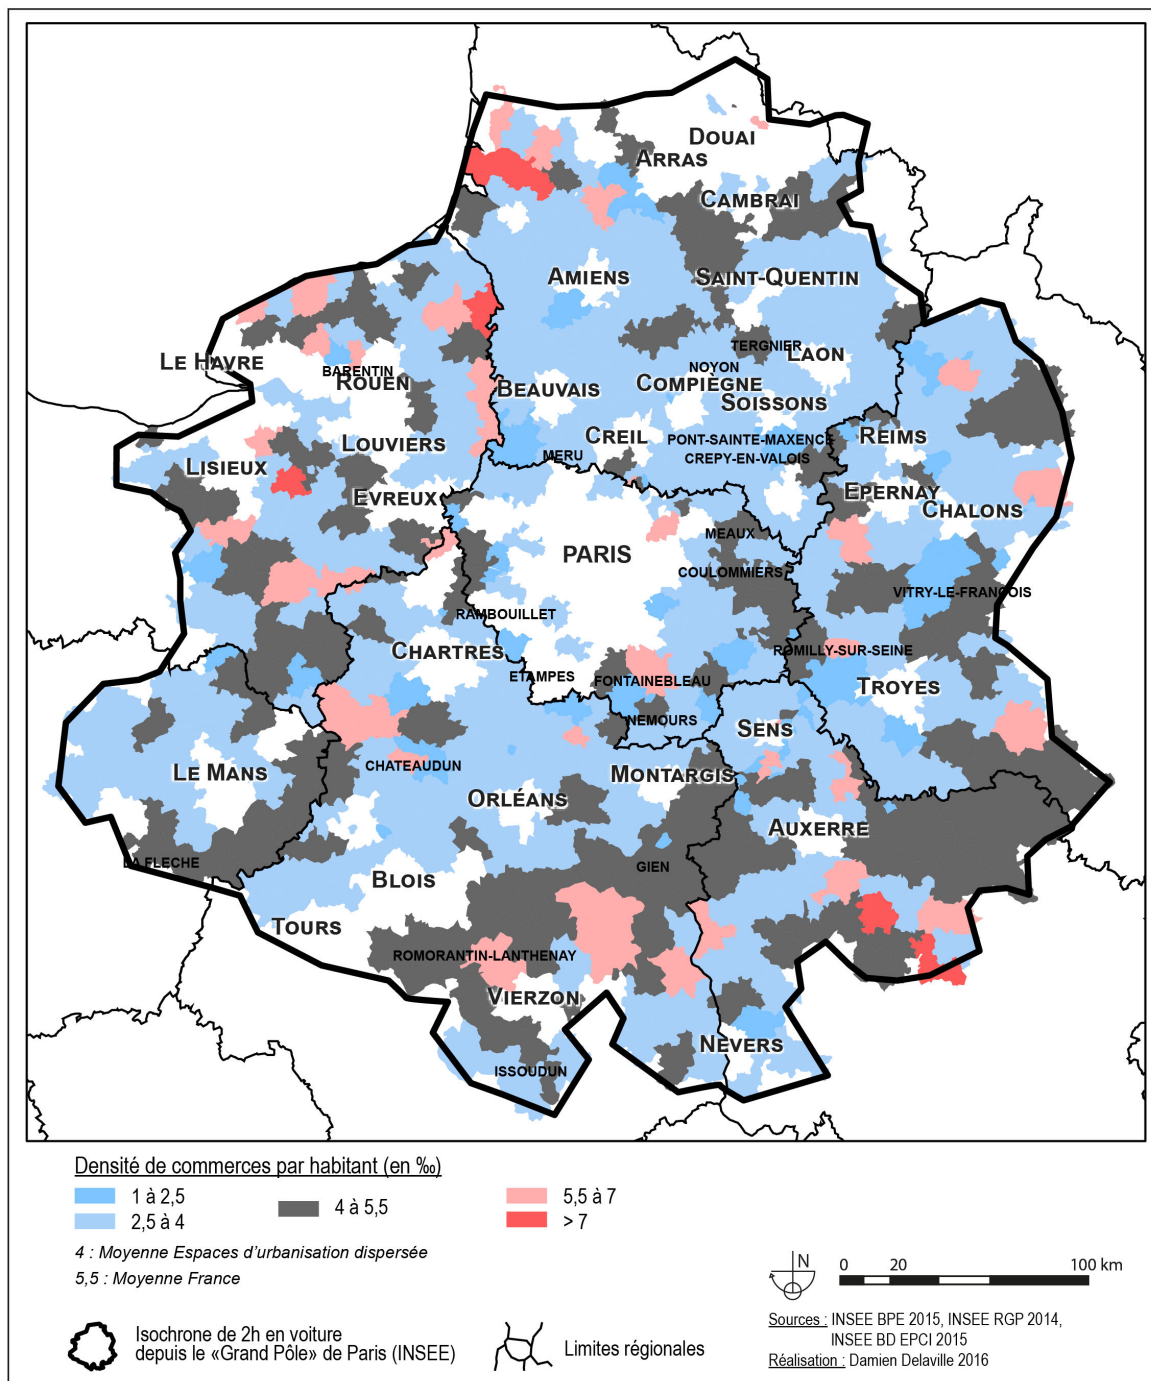 DOUAI
ARRAS
CAMBRAI
AMIENS
SAINT-QUENTIN
TERGNIER
LAON
LE HAVRE
BARENTIN
ROUEN
NOYON
BEAUVAIS
COMPIÈGNE
SOISSONS
LOUVIERS
CREIL
PONT-SAINTE-MAXENCE
REIMS
LISIEUX
MERU
CREPY-EN-VALOIS
EVREUX
EPERNAY
CHALONS
PARIS
MEAUX
COULOMMIERS
VITRY-LE-FRANÇOIS
RAMBOUILLET
CHARTRES
ROMILLY-SUR-SEINE
ETAMPES
FONTAINEBLEAU
TROYES
NEMOURS
SENS
LE MANS
CHATEAUDUN
MONTARGIS
ORLÉANS
AUXERRE
LA FLECHE
GIEN
BLOIS
TOURS
ROMORANTIN-LANTHENAY
VIERZON
NEVERS
ISSOUDUN
Densité de commerces par habitant (en ‰)
1 à 2,5
2,5 à 4
4 à 5,5
5,5 à 7
> 7
4 : Moyenne Espaces d'urbanisation dispersée
5,5 : Moyenne France
N
0 20 100 km
Isochrone de 2h en voiture
depuis le «Grand Pôle» de Paris (INSEE)
Limites régionales
Sources : INSEE BPE 2015, INSEE RGP 2014,
INSEE BD EPCI 2015
Réalisation : Damien Delaville 2016